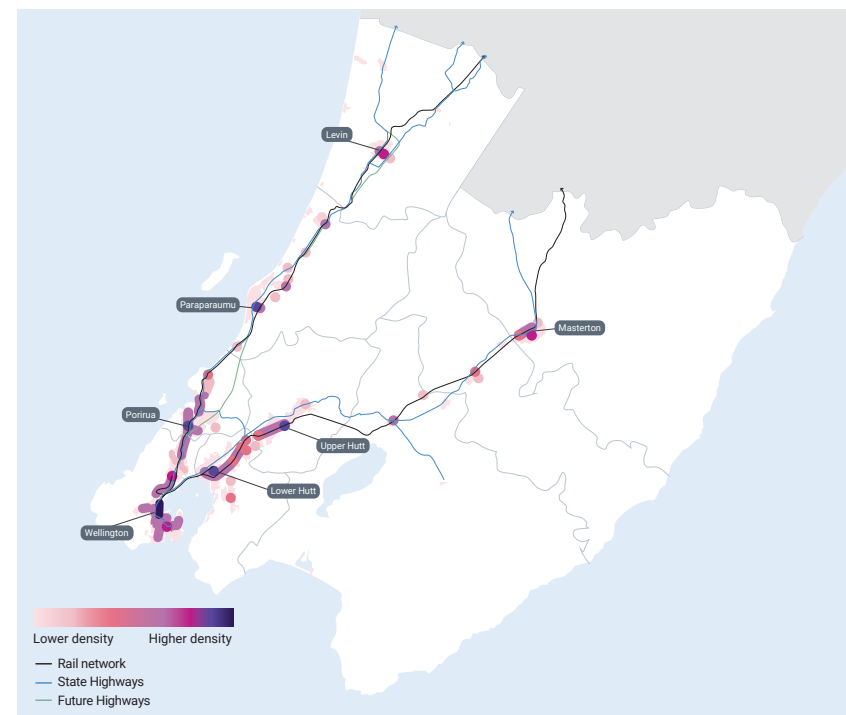 Levin
Paraparaumu
Masterton
Porirua
Upper Hutt
Lower Hutt
Wellington
Lower density Higher density
Rail network
State Highways
Future Highways